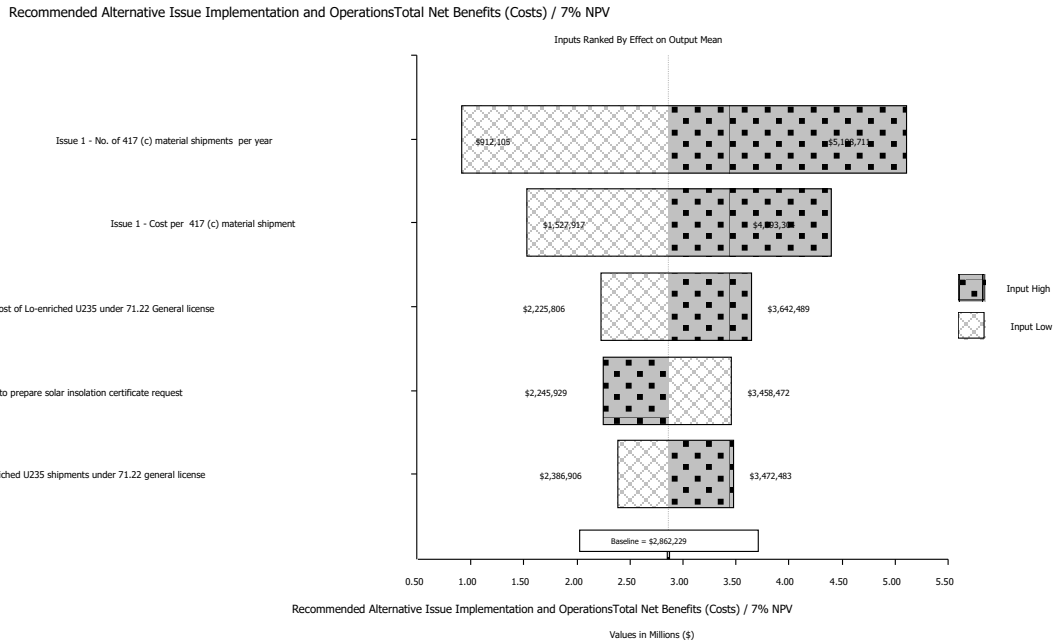 Recommended Alternative Issue Implementation and OperationsTotal Net Benefits (Costs) / 7% NPV
Inputs Ranked By Effect on Output Mean
Issue 1 - No. of 417 (c) material shipments per year
$912,105
Issue 1 - Cost per 417 (c) material shipment
$1,527,917
ost of Lo-enriched U235 under 71.22 General license
$2,225,806
$3,642,489
Input High
Input Low
to prepare solar insolation certificate request
$2,245,929
$3,458,472
iched U235 shipments under 71.22 general license
$2,386,906
$3,472,483
Baseline = $2,862,229
0.50 1.00 2.00 2.50 3.00 3.50 4.00 4.50 5.00 5.50
Recommended Alternative Issue Implementation and OperationsTotal Net Benefits (Costs) / 7% NPV
Values in Millions ($)